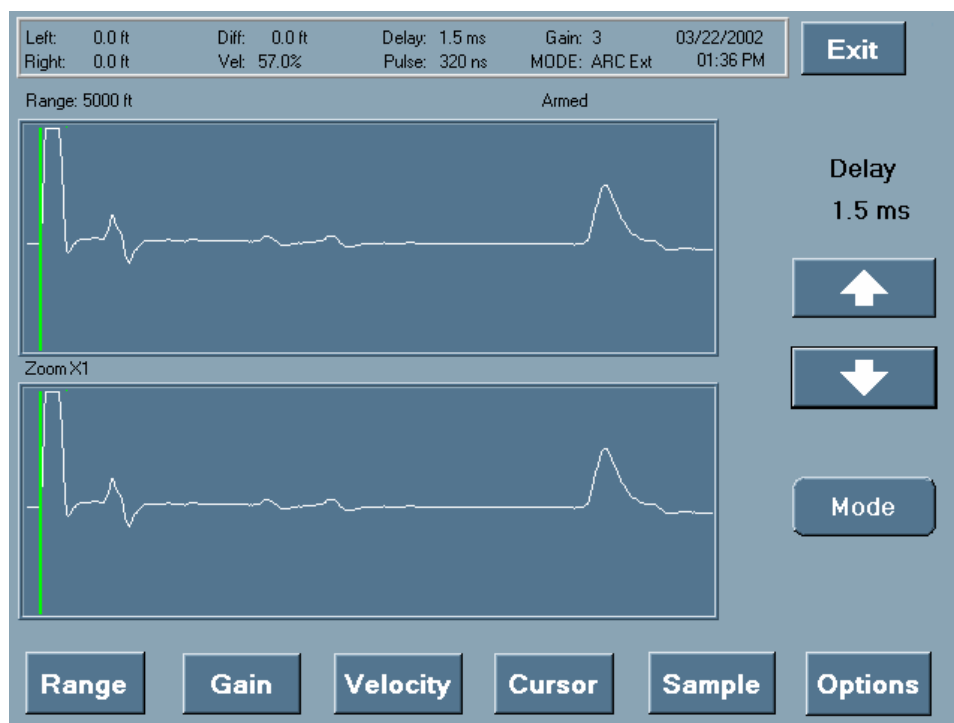 Left: 0.0 ft Diff: 0.0 ft Delay: 1.5 ms Gain: 3 03/22/2002
Right: 0.0 ft Vel: 57.0% Pulse: 320 ns MODE: ARC Ext 01:36 PM
Exit
Range: 5000 ft Armed
Delay
1.5 ms
Zoom X1
Mode
Range Gain Velocity Cursor Sample Options